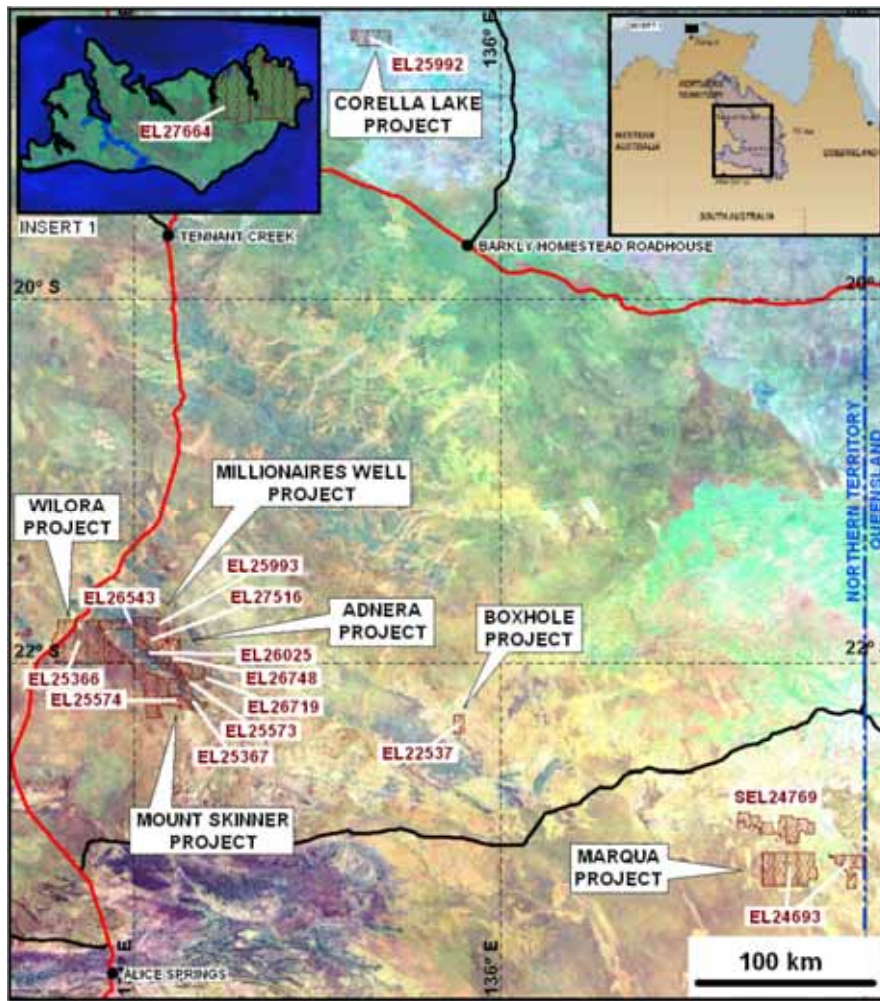 EL27664
INSERT 1
EL25992
CORELLA LAKE
PROJECT
136° E
INSERT 1
NORTHERN
TERRITORY
WESTERN
AUSTRALIA
QUEENSLAND
SOUTH AUSTRALIA
TENNANT CREEK
BARKLY HOMESTEAD ROADHOUSE
20° S
20°
NORTHERN TERRITORY
QUEENSLAND
MILLIONAIRES WELL
PROJECT
WILORA
PROJECT
EL25993
EL26543
EL27516
ADNERA
PROJECT
BOXHOLE
PROJECT
22° S
22°
EL26025
EL25366
EL26748
EL25574
EL26719
EL25573
EL22537
EL25367
MOUNT SKINNER
PROJECT
SEL24769
MARQUA
PROJECT
EL24693
136° E
° E
100 km
ALICE SPRINGS